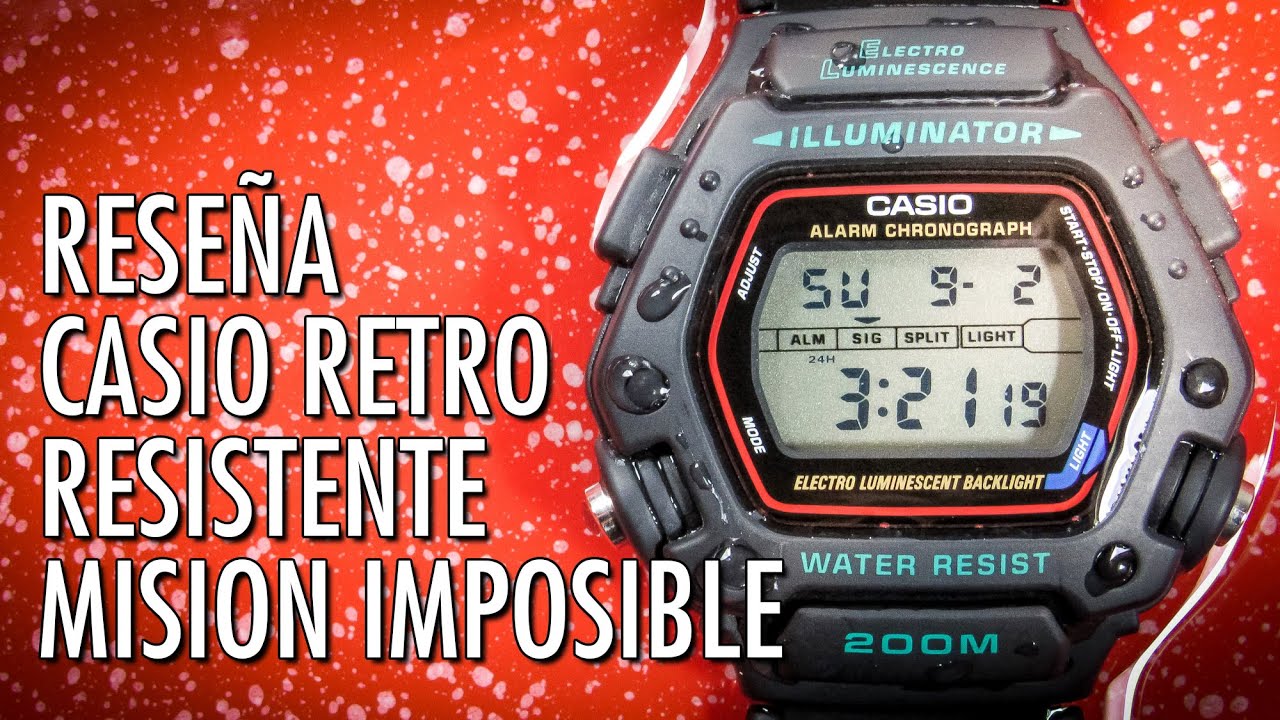 RESEÑA
CASIO RETRO
RESISTENTE
MISION IMPOSIBLE
ELECTRO
LUMINESCENCE
ILLUMINATOR
CASIO
ALARM CHRONOGRAPH
ADJUST
START·STOP/ON·OFF·LIGHT
SU 9- 2
ALM SIG SPLIT LIGHT
24H
3:21 19
MODE
LIGHT
ELECTRO LUMINESCENT BACKLIGHT
WATER RESIST
200M